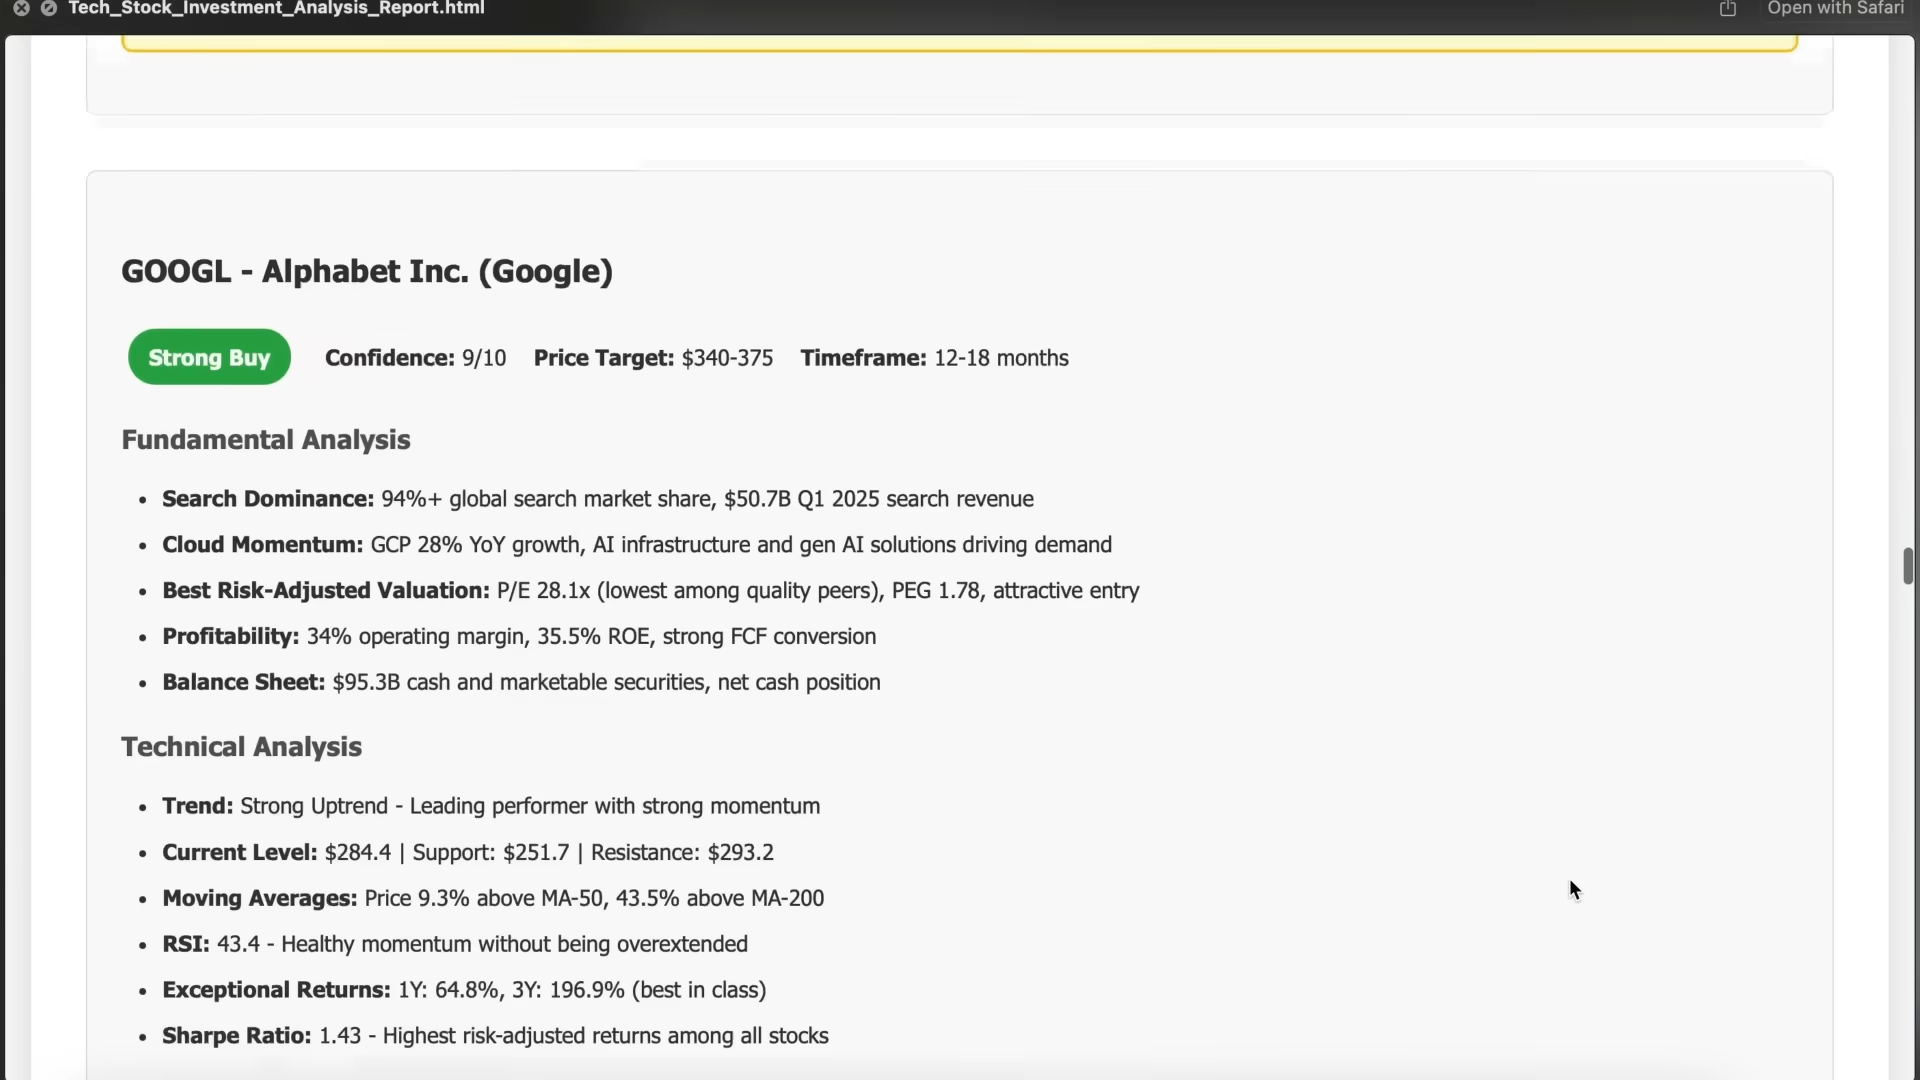 Tech_Stock_Investment_Analysis_Report.html
Open with Safari
GOOGL - Alphabet Inc. (Google)
Strong Buy Confidence: 9/10 Price Target: $340-375 Timeframe: 12-18 months
Fundamental Analysis
• Search Dominance: 94%+ global search market share, $50.7B Q1 2025 search revenue
• Cloud Momentum: GCP 28% YoY growth, AI infrastructure and gen AI solutions driving demand
• Best Risk-Adjusted Valuation: P/E 28.1x (lowest among quality peers), PEG 1.78, attractive entry
• Profitability: 34% operating margin, 35.5% ROE, strong FCF conversion
• Balance Sheet: $95.3B cash and marketable securities, net cash position
Technical Analysis
• Trend: Strong Uptrend - Leading performer with strong momentum
• Current Level: $284.4 | Support: $251.7 | Resistance: $293.2
• Moving Averages: Price 9.3% above MA-50, 43.5% above MA-200
• RSI: 43.4 - Healthy momentum without being overextended
• Exceptional Returns: 1Y: 64.8%, 3Y: 196.9% (best in class)
• Sharpe Ratio: 1.43 - Highest risk-adjusted returns among all stocks